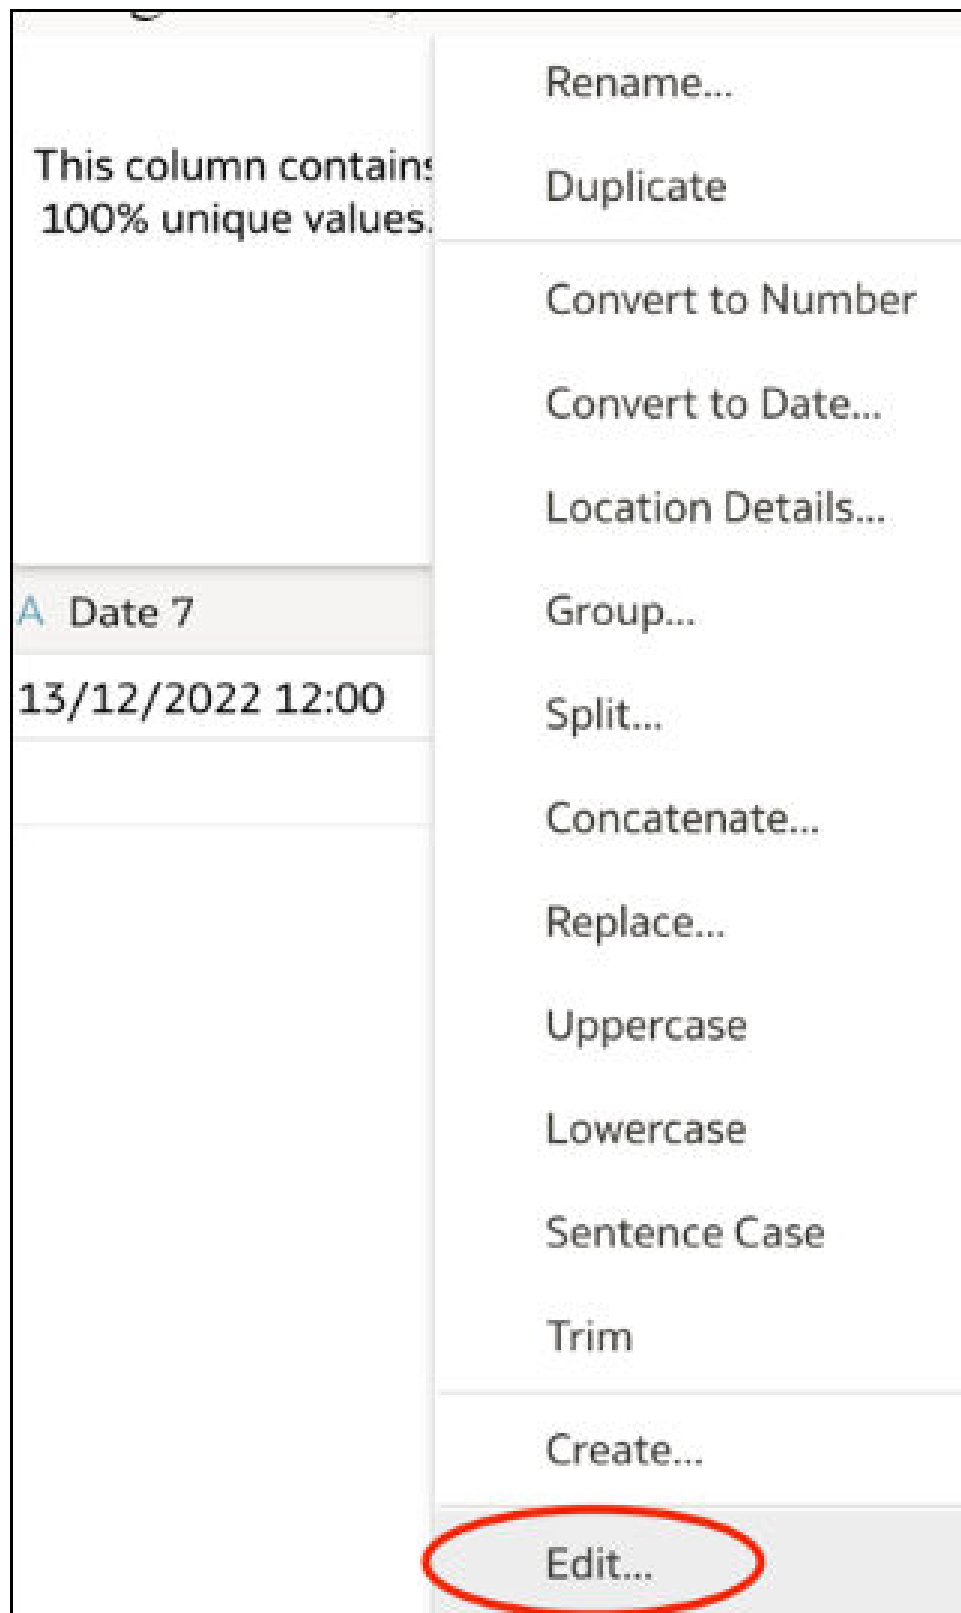 This column contains
100% unique values.
A Date 7
13/12/2022 12:00
Rename...
Duplicate
Convert to Number
Convert to Date...
Location Details...
Group...
Split...
Concatenate...
Replace...
Uppercase
Lowercase
Sentence Case
Trim
Create...
Edit...